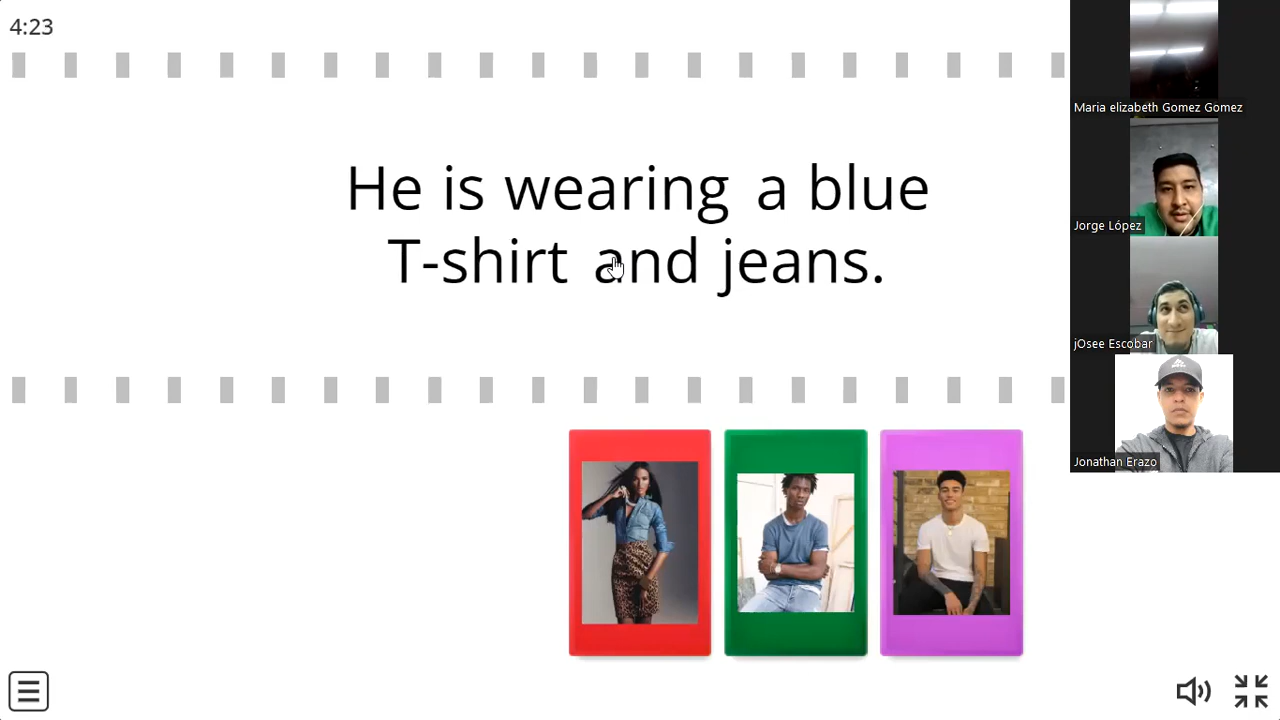 4:23
He is wearing a blue
T-shirt and jeans.
Maria elizabeth Gomez Gomez
Jorge López
jOsee Escobar
Jonathan Erazo